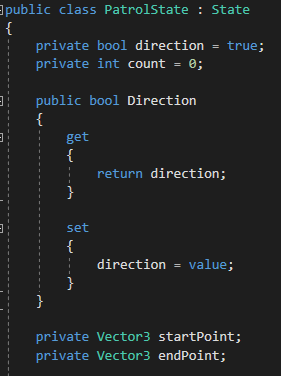 public class PatrolState : State
{
private bool direction = true;
private int count = 0;
public bool Direction
{
get
{
return direction;
}
set
{
direction = value;
}
}
private Vector3 startPoint;
private Vector3 endPoint;